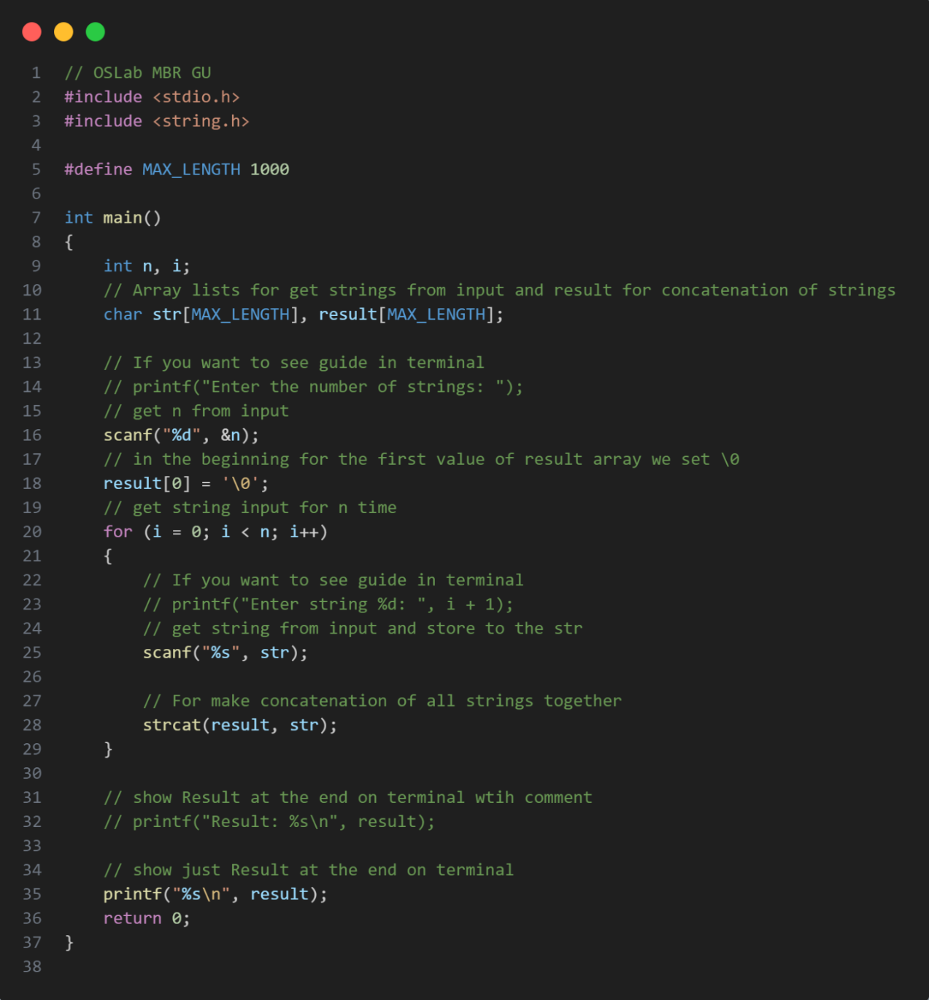 1 // OSLab MBR GU
2 #include <stdio.h>
3 #include <string.h>
4
5 #define MAX_LENGTH 1000
6
7 int main()
8 {
9     int n, i;
10     // Array lists for get strings from input and result for concatenation of strings
11     char str[MAX_LENGTH], result[MAX_LENGTH];
12
13     // If you want to see guide in terminal
14     // printf("Enter the number of strings: ");
15     // get n from input
16     scanf("%d", &n);
17     // in the beginning for the first value of result array we set \0
18     result[0] = '\0';
19     // get string input for n time
20     for (i = 0; i < n; i++)
21     {
22         // If you want to see guide in terminal
23         // printf("Enter string %d: ", i + 1);
24         // get string from input and store to the str
25         scanf("%s", str);
26
27         // For make concatenation of all strings together
28         strcat(result, str);
29     }
30
31     // show Result at the end on terminal wtih comment
32     // printf("Result: %s\n", result);
33
34     // show just Result at the end on terminal
35     printf("%s\n", result);
36     return 0;
37 }
38